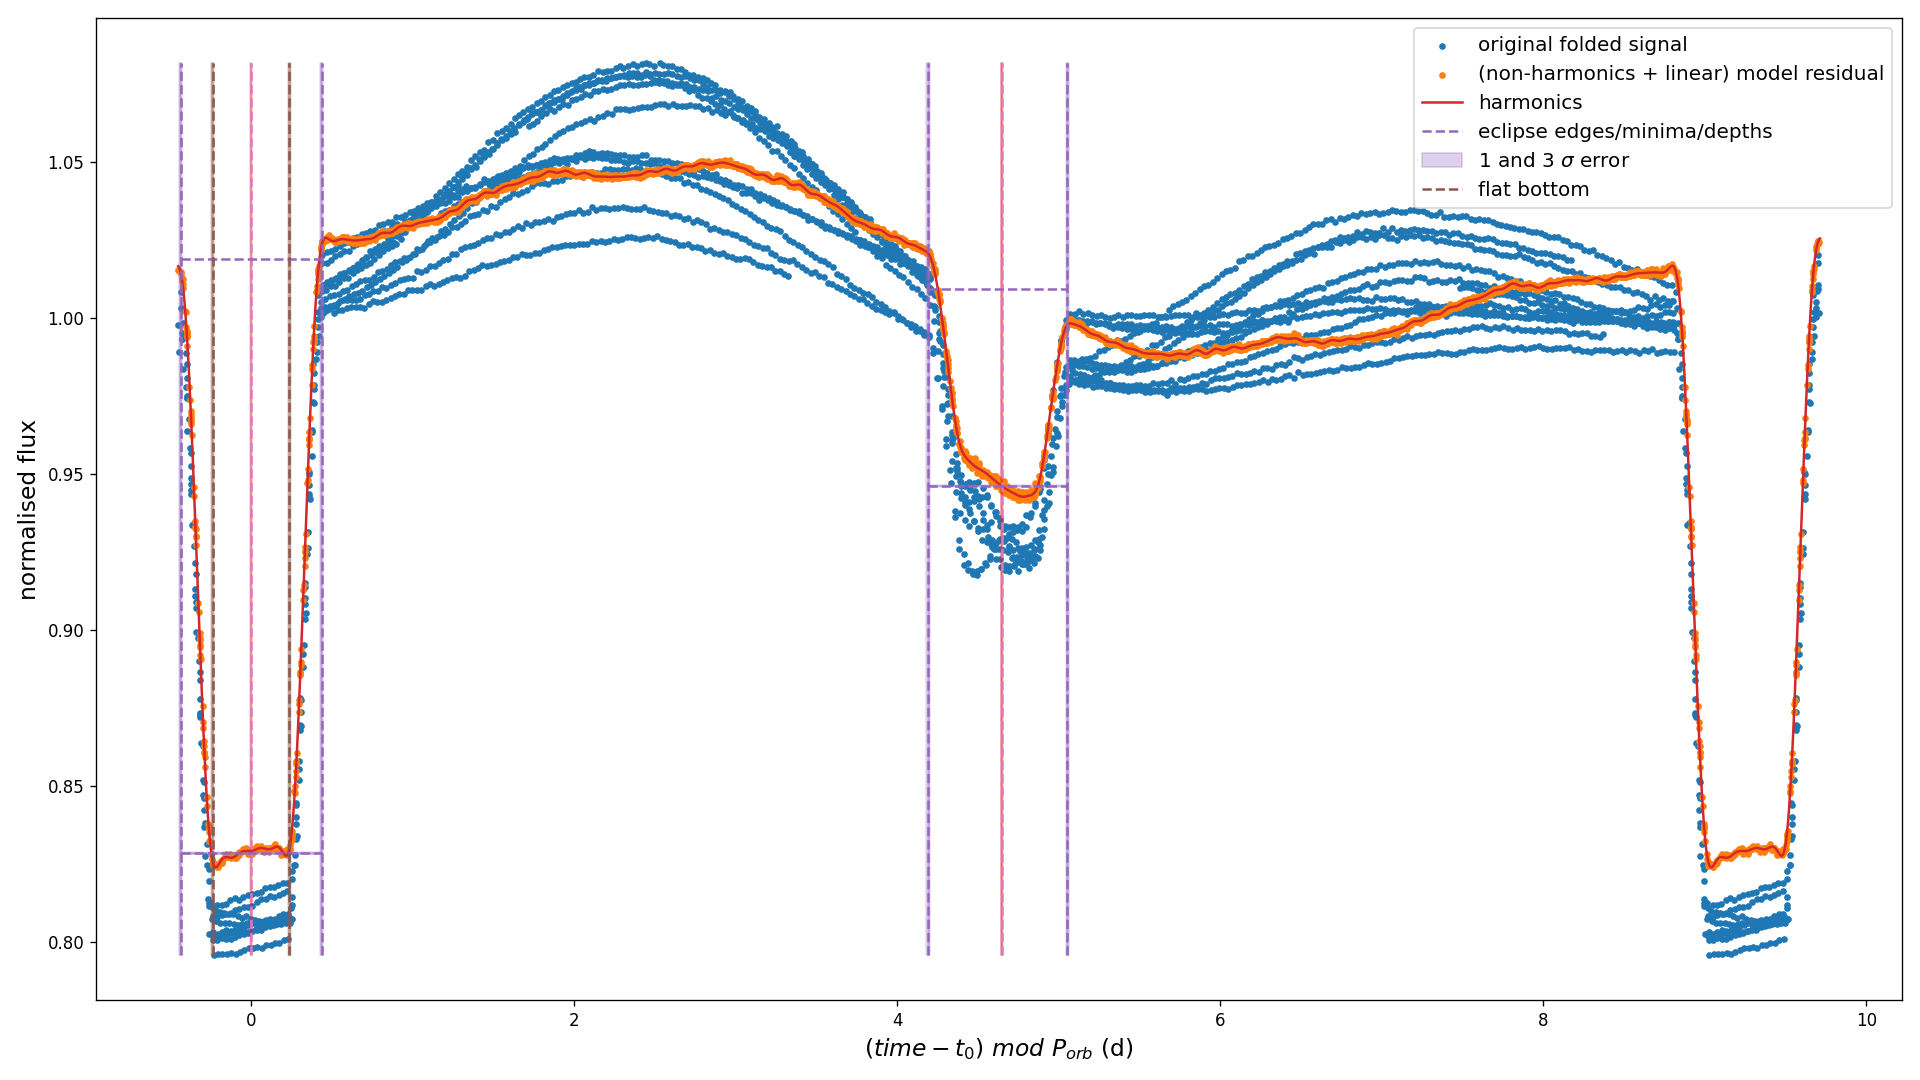 original folded signal
(non-harmonics + linear) model residual
harmonics
eclipse edges/minima/depths
1 and 3 σ error
flat bottom
normalised flux
1.05
1.00
0.95
0.90
0.85
0.80
0 2 4 6 8 10
(time − t₀) mod Pₒᵣb (d)